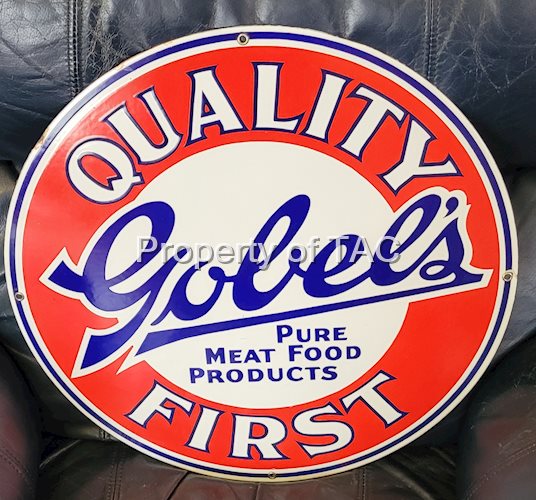 QUALITY
Gobel's
Property of TAC
PURE
MEAT FOOD
PRODUCTS
FIRST